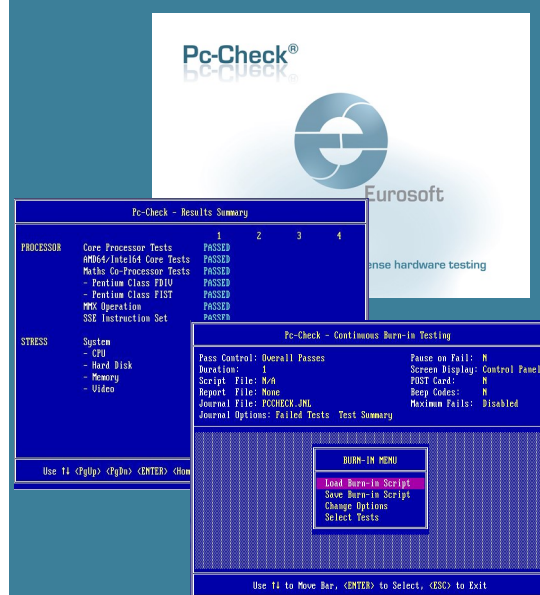 Pc-Check®
Eurosoft
ense hardware testing
Pc-Check - Results Summary
1 2 3 4
PROCESSOR Core Processor Tests PASSED
AMD64/Intel64 Core Tests PASSED
Maths Co-Processor Tests PASSED
- Pentium Class FDIV PASSED
- Pentium Class FIST PASSED
MMX Operation PASSED
SSE Instruction Set PASSED
STRESS System
- CPU
- Hard Disk
- Memory
- Video
Use ↑↓ <PgUp> <PgDn> <ENTER> <Hom
Pc-Check - Continuous Burn-in Testing
Pass Control: Overall Passes Pause on Fail: N
Duration: 1 Screen Display: Control Panel
Script File: N/A POST Card: N
Report File: None Beep Codes: N
Journal File: PCCHECK.JNL Maximum Fails: Disabled
Journal Options: Failed Tests Test Summary
BURN-IN MENU
Load Burn-in Script
Save Burn-in Script
Change Options
Select Tests
Use ↑↓ to Move Bar, <ENTER> to Select, <ESC> to Exit